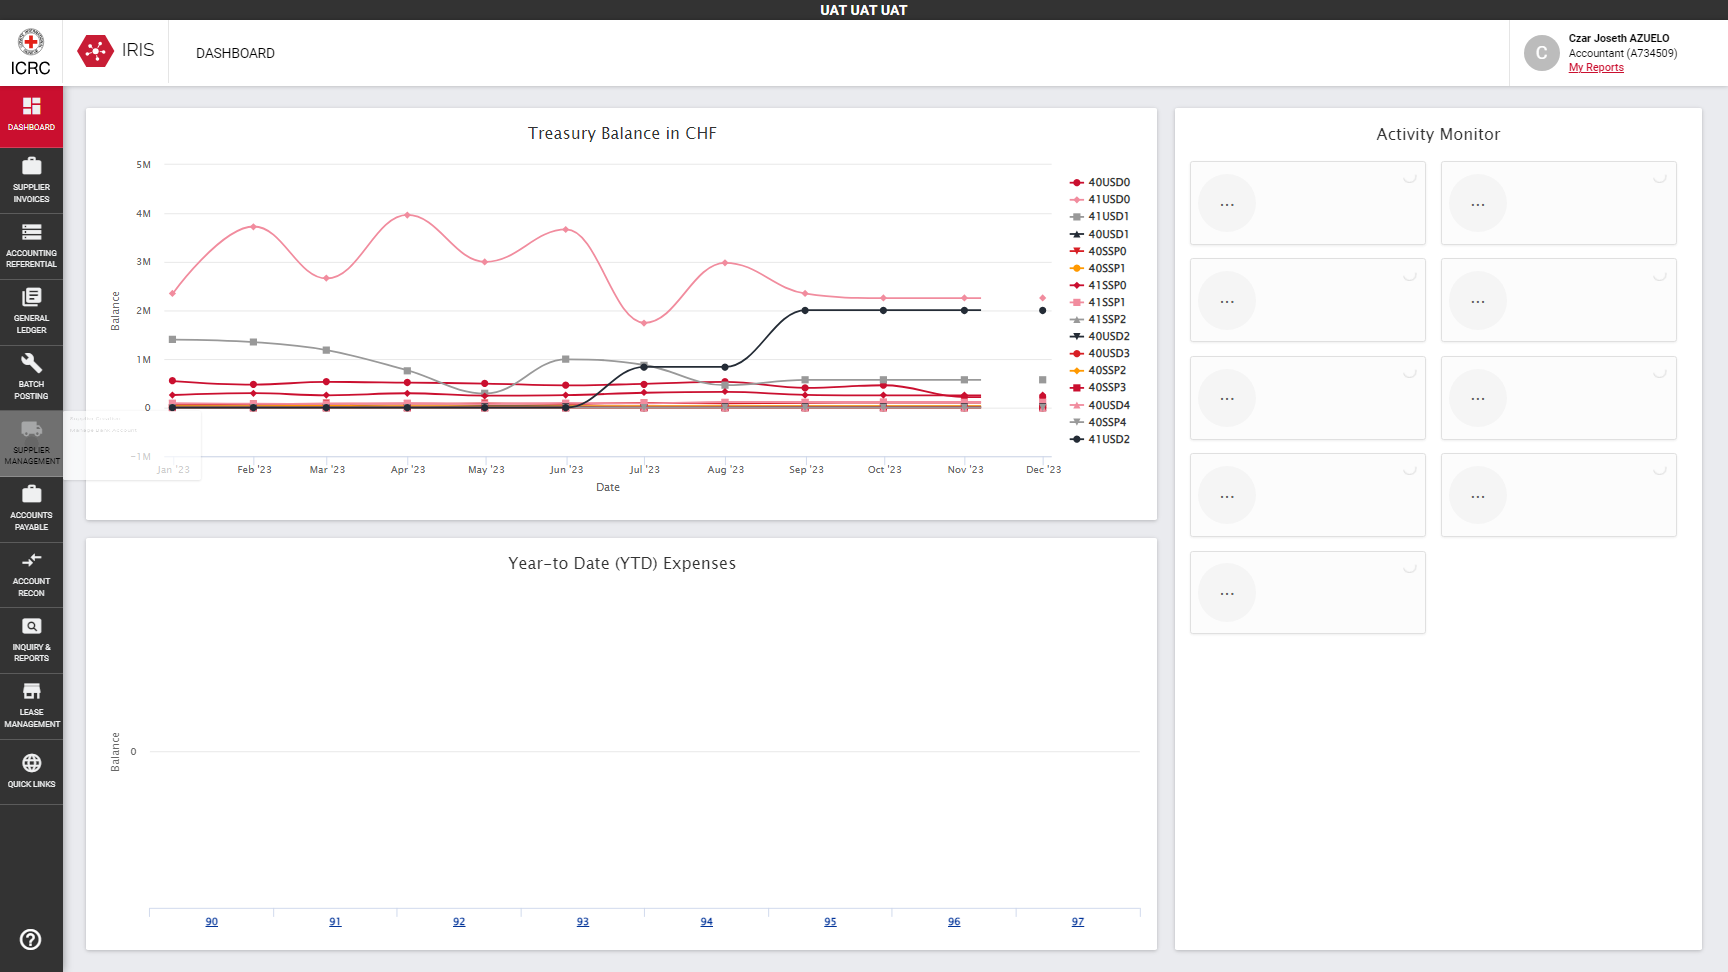 UAT UAT UAT
ICRC
IRIS
DASHBOARD
Czar Joseth AZUELO
Accountant (A734509)
My Reports
DASHBOARD
SUPPLIER
INVOICES
ACCOUNTING
REFERENTIAL
GENERAL
LEDGER
BATCH
POSTING
SUPPLIER
MANAGEMENT
ACCOUNTS
PAYABLE
ACCOUNT
RECON
INQUIRY &
REPORTS
LEASE
MANAGEMENT
QUICK LINKS
Treasury Balance in CHF
5M
4M
3M
2M
1M
0
-1M
Balance
Jan '23
Feb '23
Mar '23
Apr '23
May '23
Jun '23
Jul '23
Aug '23
Sep '23
Oct '23
Nov '23
Dec '23
Date
40USD0
41USD0
41USD1
40USD1
40SSP0
40SSP1
41SSP0
41SSP1
41SSP2
40USD2
40USD3
40SSP2
40SSP3
40USD4
40SSP4
41USD2
Year-to Date (YTD) Expenses
Balance
0
90
91
92
93
94
95
96
97
Activity Monitor
...
...
...
...
...
...
...
...
...